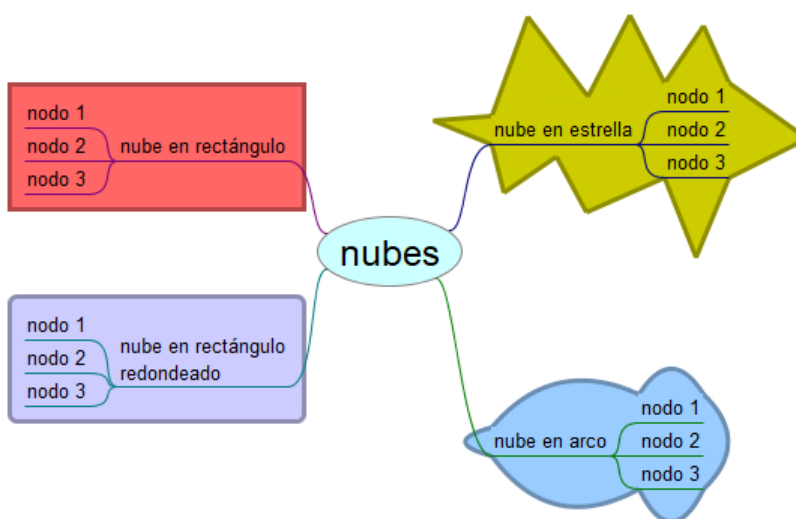 nodo 1
nodo 2
nodo 3
nube en rectángulo
nube en estrella
nodo 1
nodo 2
nodo 3
nubes
nodo 1
nodo 2
nodo 3
nube en rectángulo
redondeado
nube en arco
nodo 1
nodo 2
nodo 3